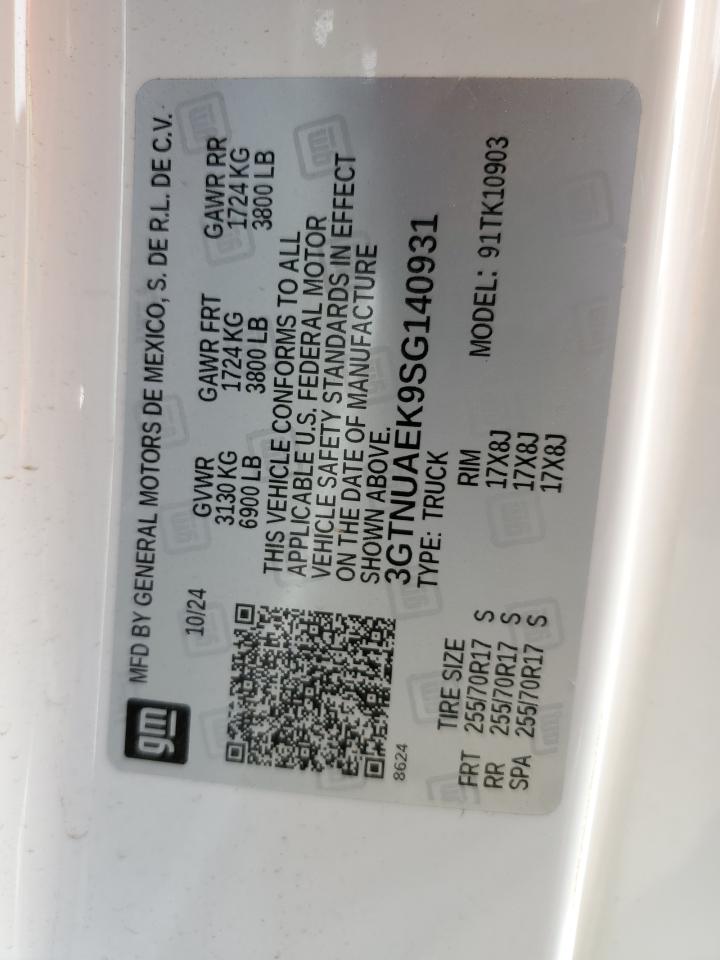 gm
MFD BY GENERAL MOTORS DE MEXICO, S. DE R.L. DE C.V.
10/24
GVWR GAWR FRT GAWR RR
3130 KG 1724 KG 1724 KG
6900 LB 3800 LB 3800 LB
THIS VEHICLE CONFORMS TO ALL
APPLICABLE U.S. FEDERAL MOTOR
VEHICLE SAFETY STANDARDS IN EFFECT
ON THE DATE OF MANUFACTURE
SHOWN ABOVE.
3GTNUAEK9SG140931
8624
TYPE: TRUCK
TIRE SIZE RIM MODEL: 91TK10903
FRT 255/70R17 S 17X8J
RR 255/70R17 S 17X8J
SPA 255/70R17 S 17X8J